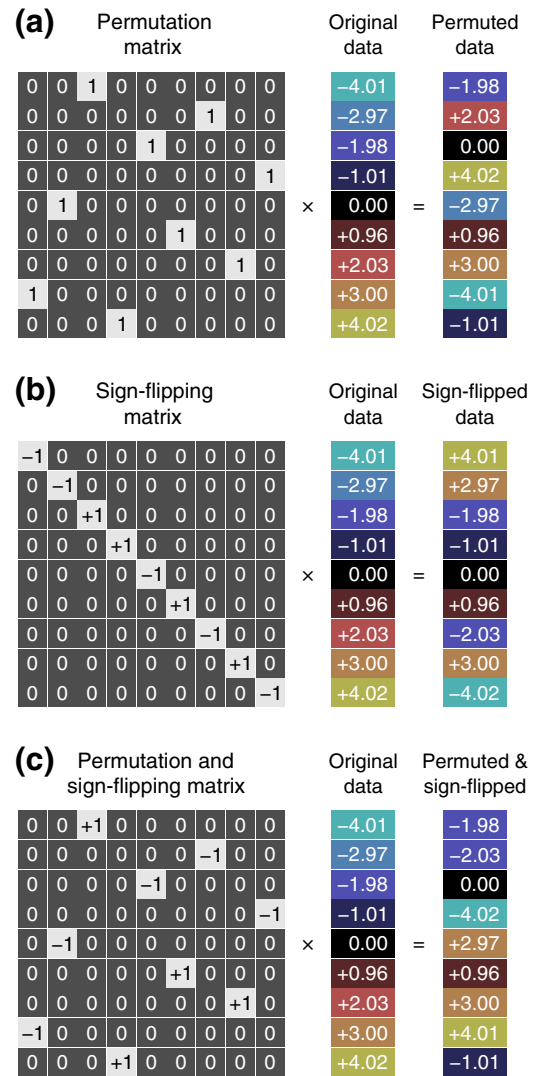 (a) Permutation matrix Original data Permuted data
0 0 1 0 0 0 0 0 0 −4.01 −1.98
0 0 0 0 0 0 1 0 0 −2.97 +2.03
0 0 0 0 1 0 0 0 0 −1.98 0.00
0 0 0 0 0 0 0 0 1 −1.01 +4.02
0 1 0 0 0 0 0 0 0 × 0.00 = −2.97
0 0 0 0 0 1 0 0 0 +0.96 +0.96
0 0 0 0 0 0 0 1 0 +2.03 +3.00
1 0 0 0 0 0 0 0 0 +3.00 −4.01
0 0 0 1 0 0 0 0 0 +4.02 −1.01
(b) Sign-flipping matrix Original data Sign-flipped data
−1 0 0 0 0 0 0 0 0 −4.01 +4.01
0 −1 0 0 0 0 0 0 0 −2.97 +2.97
0 0 +1 0 0 0 0 0 0 −1.98 −1.98
0 0 0 +1 0 0 0 0 0 −1.01 −1.01
0 0 0 0 −1 0 0 0 0 × 0.00 = 0.00
0 0 0 0 0 +1 0 0 0 +0.96 +0.96
0 0 0 0 0 0 −1 0 0 +2.03 −2.03
0 0 0 0 0 0 0 +1 0 +3.00 +3.00
0 0 0 0 0 0 0 0 −1 +4.02 −4.02
(c) Permutation and sign-flipping matrix Original data Permuted & sign-flipped
0 0 +1 0 0 0 0 0 0 −4.01 −1.98
0 0 0 0 0 0 −1 0 0 −2.97 −2.03
0 0 0 0 −1 0 0 0 0 −1.98 0.00
0 0 0 0 0 0 0 0 −1 −1.01 −4.02
0 −1 0 0 0 0 0 0 0 × 0.00 = +2.97
0 0 0 0 0 +1 0 0 0 +0.96 +0.96
0 0 0 0 0 0 0 +1 0 +2.03 +3.00
−1 0 0 0 0 0 0 0 0 +3.00 +4.01
0 0 0 +1 0 0 0 0 0 +4.02 −1.01